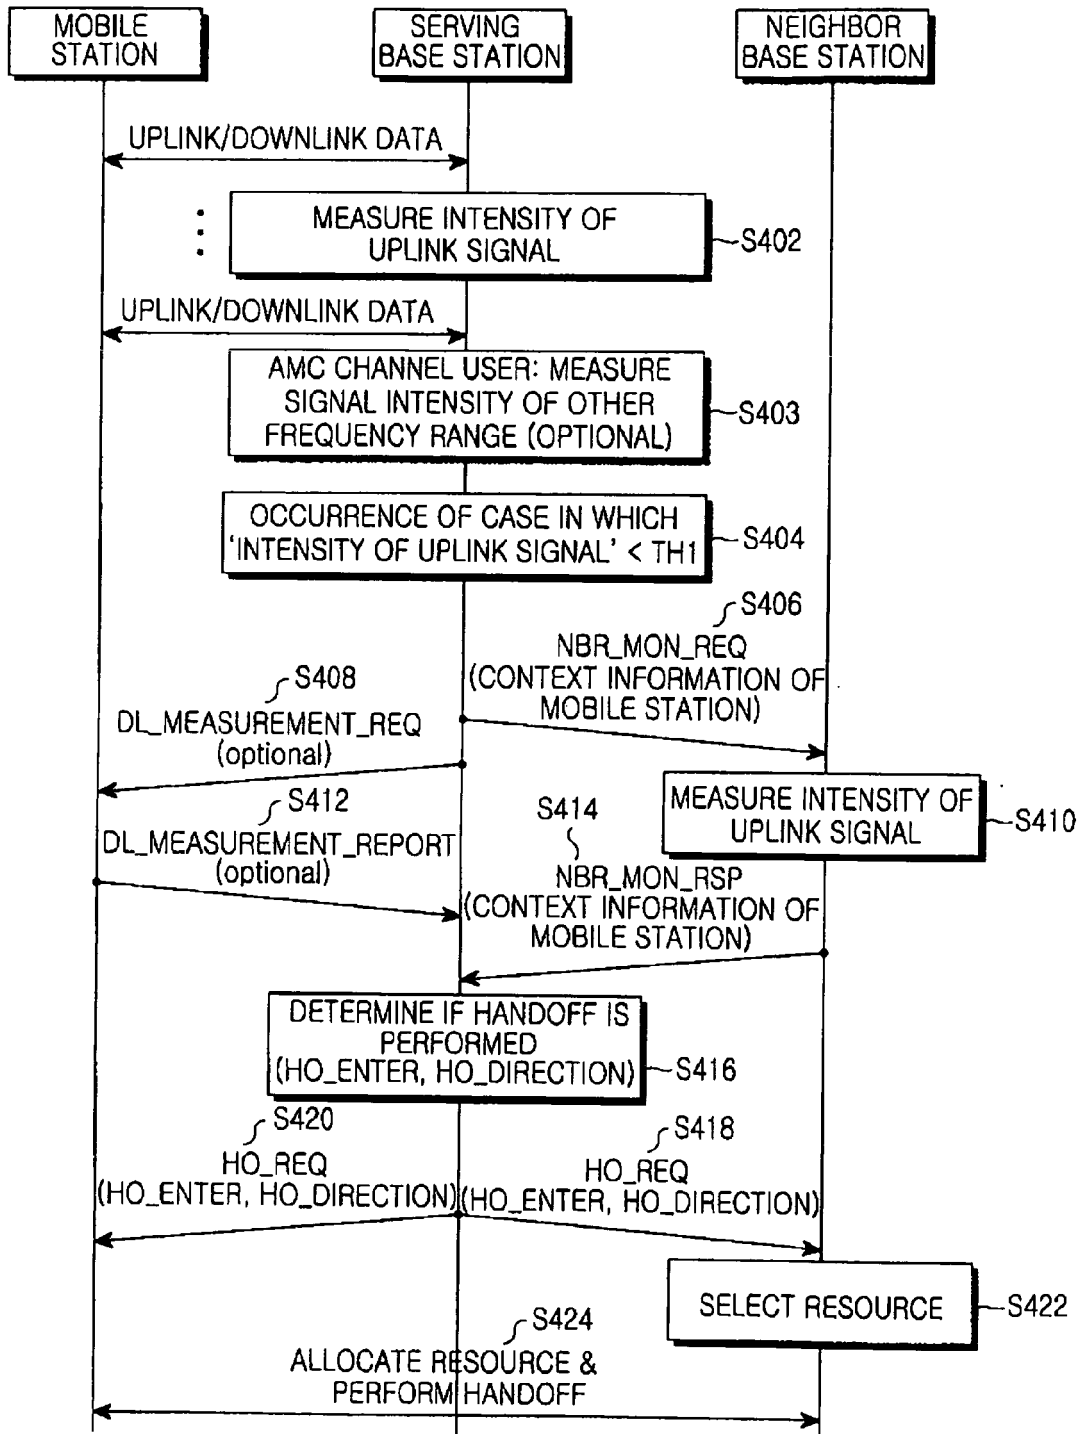 MOBILE
STATION
SERVING
BASE STATION
NEIGHBOR
BASE STATION
UPLINK/DOWNLINK DATA
MEASURE INTENSITY OF
UPLINK SIGNAL
S402
UPLINK/DOWNLINK DATA
AMC CHANNEL USER: MEASURE
SIGNAL INTENSITY OF OTHER
FREQUENCY RANGE (OPTIONAL)
S403
OCCURRENCE OF CASE IN WHICH
'INTENSITY OF UPLINK SIGNAL' < TH1
S404
S406
NBR_MON_REQ
(CONTEXT INFORMATION OF
MOBILE STATION)
S408
DL_MEASUREMENT_REQ
(optional)
MEASURE INTENSITY OF
UPLINK SIGNAL
S410
S412
DL_MEASUREMENT_REPORT
(optional)
S414
NBR_MON_RSP
(CONTEXT INFORMATION OF
MOBILE STATION)
DETERMINE IF HANDOFF IS
PERFORMED
(HO_ENTER, HO_DIRECTION)
S416
S420
HO_REQ
(HO_ENTER, HO_DIRECTION)
S418
HO_REQ
(HO_ENTER, HO_DIRECTION)
SELECT RESOURCE
S422
S424
ALLOCATE RESOURCE &
PERFORM HANDOFF